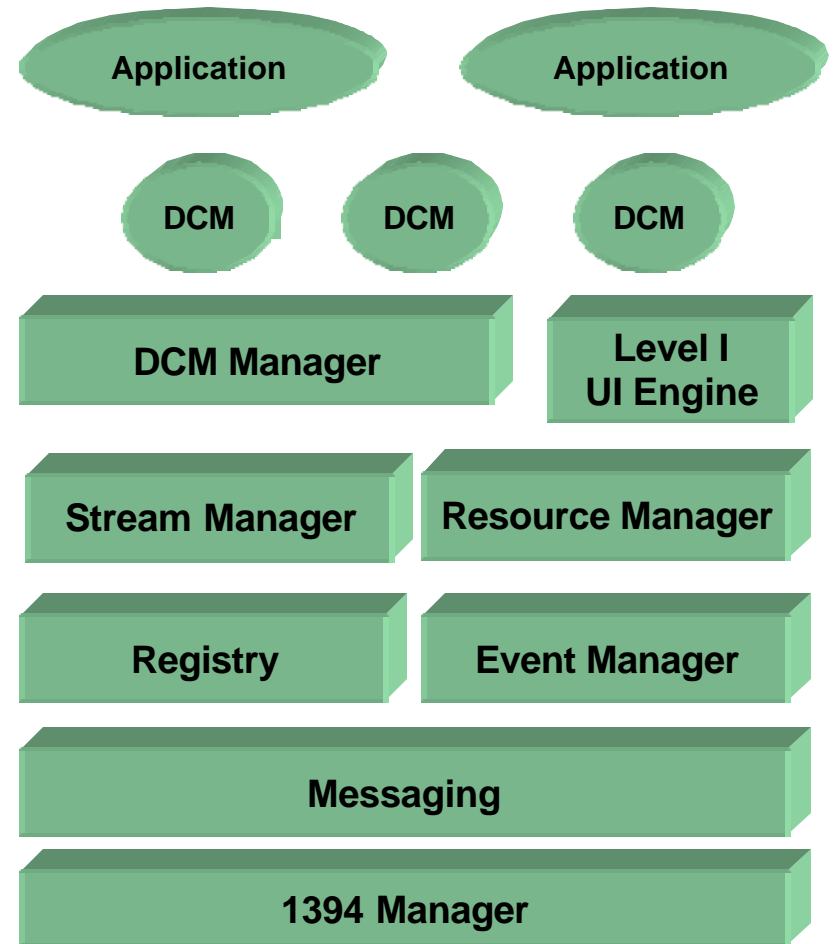 Application
Application
DCM
DCM
DCM
DCM Manager
Level I
UI Engine
Stream Manager
Resource Manager
Registry
Event Manager
Messaging
1394 Manager